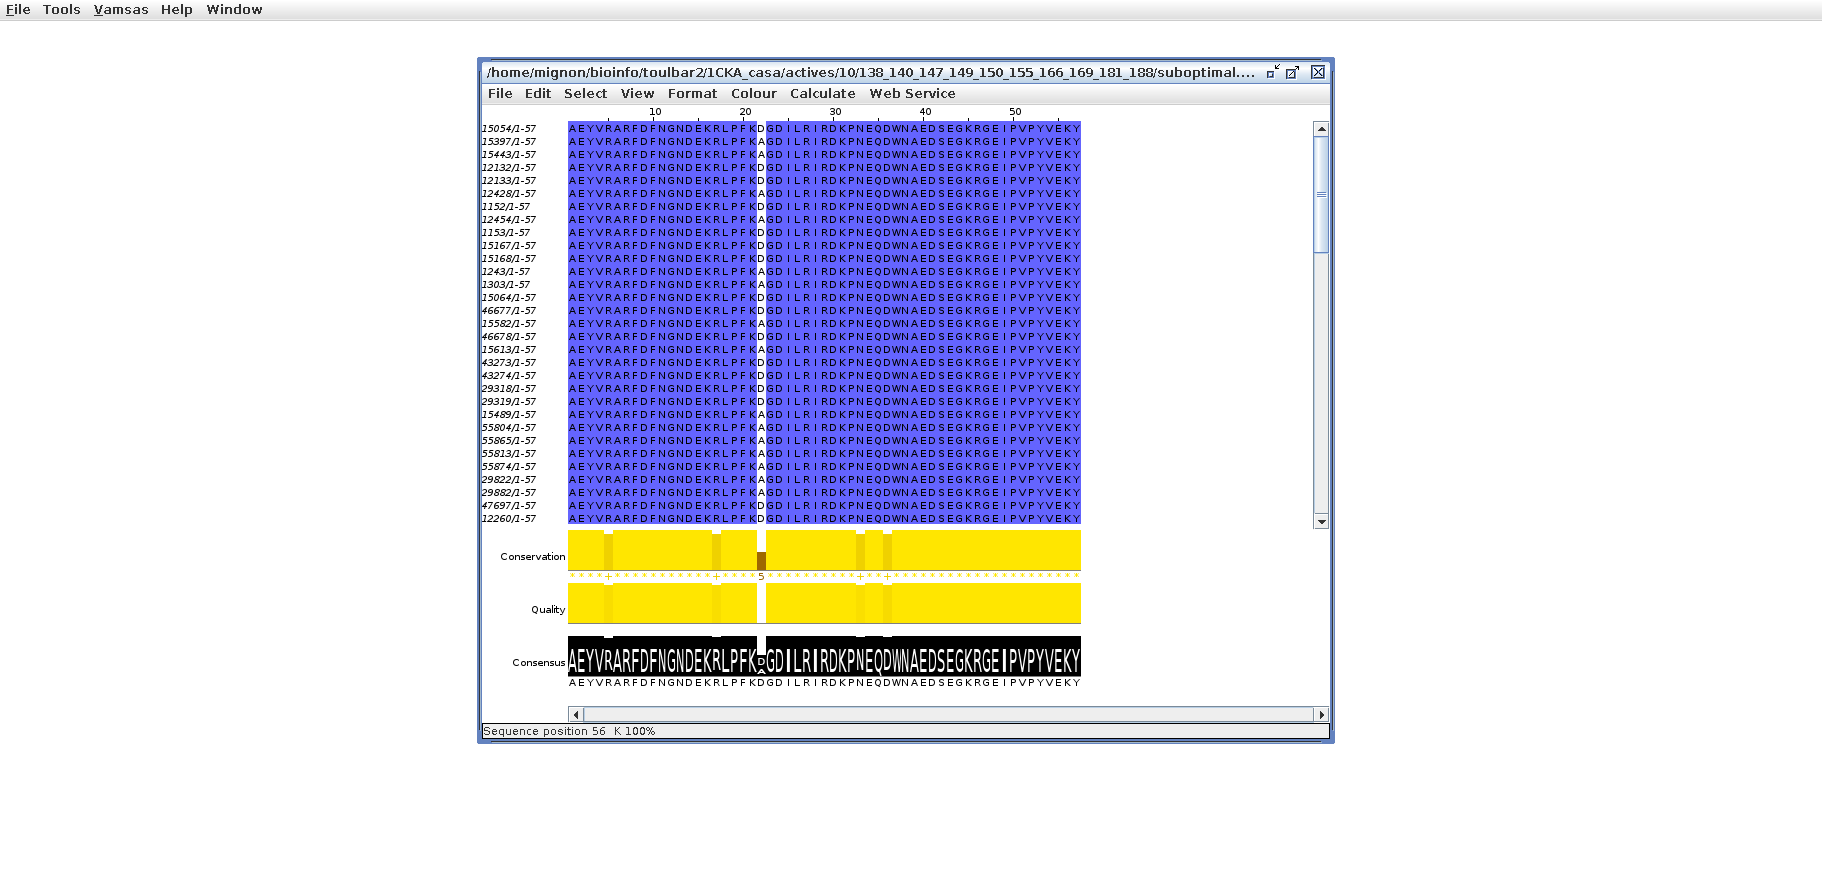 File Tools Vamsas Help Window
/home/mignon/bioinfo/toulbar2/1CKA_casa/actives/10/138_140_147_149_150_155_166_169_181_188/suboptimal....
File Edit Select View Format Colour Calculate Web Service
10 20 30 40 50
15054/1-57 AEYVRARFDFNGNDEKRLPFKDGDILRIRDKPNEQDWNAEDSEGKRGEIPVPYVEKY
15397/1-57 AEYVRARFDFNGNDEKRLPFKAGDILRIRDKPNEQDWNAEDSEGKRGEIPVPYVEKY
15443/1-57 AEYVRARFDFNGNDEKRLPFKAGDILRIRDKPNEQDWNAEDSEGKRGEIPVPYVEKY
12132/1-57 AEYVRARFDFNGNDEKRLPFKDGDILRIRDKPNEQDWNAEDSEGKRGEIPVPYVEKY
12133/1-57 AEYVRARFDFNGNDEKRLPFKDGDILRIRDKPNEQDWNAEDSEGKRGEIPVPYVEKY
12428/1-57 AEYVRARFDFNGNDEKRLPFKAGDILRIRDKPNEQDWNAEDSEGKRGEIPVPYVEKY
1152/1-57 AEYVRARFDFNGNDEKRLPFKDGDILRIRDKPNEQDWNAEDSEGKRGEIPVPYVEKY
12454/1-57 AEYVRARFDFNGNDEKRLPFKAGDILRIRDKPNEQDWNAEDSEGKRGEIPVPYVEKY
1153/1-57 AEYVRARFDFNGNDEKRLPFKDGDILRIRDKPNEQDWNAEDSEGKRGEIPVPYVEKY
15167/1-57 AEYVRARFDFNGNDEKRLPFKDGDILRIRDKPNEQDWNAEDSEGKRGEIPVPYVEKY
15168/1-57 AEYVRARFDFNGNDEKRLPFKDGDILRIRDKPNEQDWNAEDSEGKRGEIPVPYVEKY
1243/1-57 AEYVRARFDFNGNDEKRLPFKAGDILRIRDKPNEQDWNAEDSEGKRGEIPVPYVEKY
1303/1-57 AEYVRARFDFNGNDEKRLPFKAGDILRIRDKPNEQDWNAEDSEGKRGEIPVPYVEKY
15064/1-57 AEYVRARFDFNGNDEKRLPFKDGDILRIRDKPNEQDWNAEDSEGKRGEIPVPYVEKY
46677/1-57 AEYVRARFDFNGNDEKRLPFKDGDILRIRDKPNEQDWNAEDSEGKRGEIPVPYVEKY
15582/1-57 AEYVRARFDFNGNDEKRLPFKAGDILRIRDKPNEQDWNAEDSEGKRGEIPVPYVEKY
46678/1-57 AEYVRARFDFNGNDEKRLPFKDGDILRIRDKPNEQDWNAEDSEGKRGEIPVPYVEKY
15613/1-57 AEYVRARFDFNGNDEKRLPFKAGDILRIRDKPNEQDWNAEDSEGKRGEIPVPYVEKY
43273/1-57 AEYVRARFDFNGNDEKRLPFKDGDILRIRDKPNEQDWNAEDSEGKRGEIPVPYVEKY
43274/1-57 AEYVRARFDFNGNDEKRLPFKDGDILRIRDKPNEQDWNAEDSEGKRGEIPVPYVEKY
29318/1-57 AEYVRARFDFNGNDEKRLPFKDGDILRIRDKPNEQDWNAEDSEGKRGEIPVPYVEKY
29319/1-57 AEYVRARFDFNGNDEKRLPFKDGDILRIRDKPNEQDWNAEDSEGKRGEIPVPYVEKY
15489/1-57 AEYVRARFDFNGNDEKRLPFKAGDILRIRDKPNEQDWNAEDSEGKRGEIPVPYVEKY
55804/1-57 AEYVRARFDFNGNDEKRLPFKAGDILRIRDKPNEQDWNAEDSEGKRGEIPVPYVEKY
55865/1-57 AEYVRARFDFNGNDEKRLPFKAGDILRIRDKPNEQDWNAEDSEGKRGEIPVPYVEKY
55813/1-57 AEYVRARFDFNGNDEKRLPFKAGDILRIRDKPNEQDWNAEDSEGKRGEIPVPYVEKY
55874/1-57 AEYVRARFDFNGNDEKRLPFKAGDILRIRDKPNEQDWNAEDSEGKRGEIPVPYVEKY
29822/1-57 AEYVRARFDFNGNDEKRLPFKAGDILRIRDKPNEQDWNAEDSEGKRGEIPVPYVEKY
29882/1-57 AEYVRARFDFNGNDEKRLPFKAGDILRIRDKPNEQDWNAEDSEGKRGEIPVPYVEKY
47697/1-57 AEYVRARFDFNGNDEKRLPFKDGDILRIRDKPNEQDWNAEDSEGKRGEIPVPYVEKY
12260/1-57 AEYVRARFDFNGNDEKRLPFKDGDILRIRDKPNEQDWNAEDSEGKRGEIPVPYVEKY
Conservation
****+***********+****5**********+**+*********************
Quality
Consensus AEYVRARFDFNGNDEKRLPFKDGDILRIRDKPNEQDWNAEDSEGKRGEIPVPYVEKY
AEYVRARFDFNGNDEKRLPFKDGDILRIRDKPNEQDWNAEDSEGKRGEIPVPYVEKY
Sequence position 56 K 100%